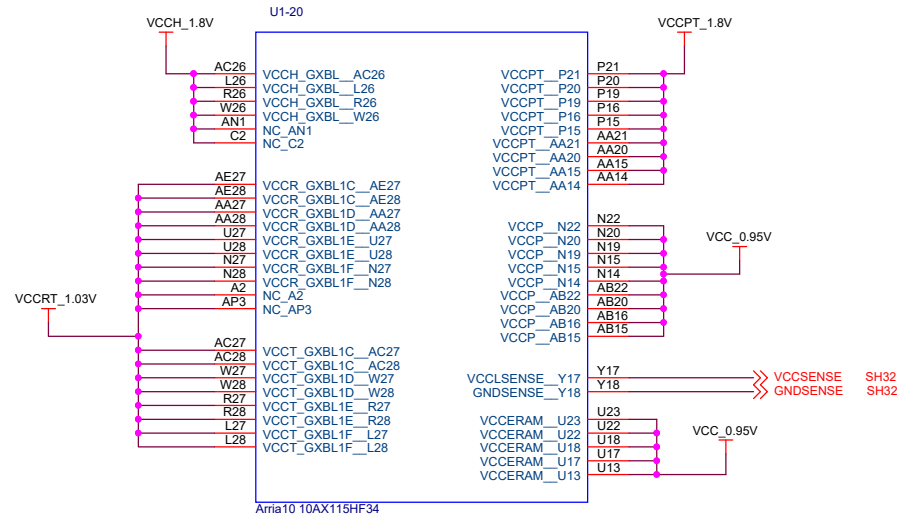 U1-20
VCCH_1.8V
VCCPT_1.8V
AC26 VCCH_GXBL__AC26
L26 VCCH_GXBL__L26
R26 VCCH_GXBL__R26
W26 VCCH_GXBL__W26
AN1 NC_AN1
C2 NC_C2
AE27 VCCR_GXBL1C__AE27
AE28 VCCR_GXBL1C__AE28
AA27 VCCR_GXBL1D__AA27
AA28 VCCR_GXBL1D__AA28
U27 VCCR_GXBL1E__U27
U28 VCCR_GXBL1E__U28
N27 VCCR_GXBL1F__N27
N28 VCCR_GXBL1F__N28
A2 NC_A2
AP3 NC_AP3
VCCRT_1.03V
AC27 VCCT_GXBL1C__AC27
AC28 VCCT_GXBL1C__AC28
W27 VCCT_GXBL1D__W27
W28 VCCT_GXBL1D__W28
R27 VCCT_GXBL1E__R27
R28 VCCT_GXBL1E__R28
L27 VCCT_GXBL1F__L27
L28 VCCT_GXBL1F__L28
VCCPT__P21 P21
VCCPT__P20 P20
VCCPT__P19 P19
VCCPT__P16 P16
VCCPT__P15 P15
VCCPT__AA21 AA21
VCCPT__AA20 AA20
VCCPT__AA15 AA15
VCCPT__AA14 AA14
VCCP__N22 N22
VCCP__N20 N20
VCCP__N19 N19
VCCP__N15 N15
VCCP__N14 N14
VCCP__AB22 AB22
VCCP__AB20 AB20
VCCP__AB16 AB16
VCCP__AB15 AB15
VCC_0.95V
VCCLSENSE__Y17 Y17 VCCSENSE SH32
GNDSENSE__Y18 Y18 GNDSENSE SH32
VCCERAM__U23 U23
VCCERAM__U22 U22
VCCERAM__U18 U18
VCCERAM__U17 U17
VCCERAM__U13 U13
VCC_0.95V
Arria10 10AX115HF34